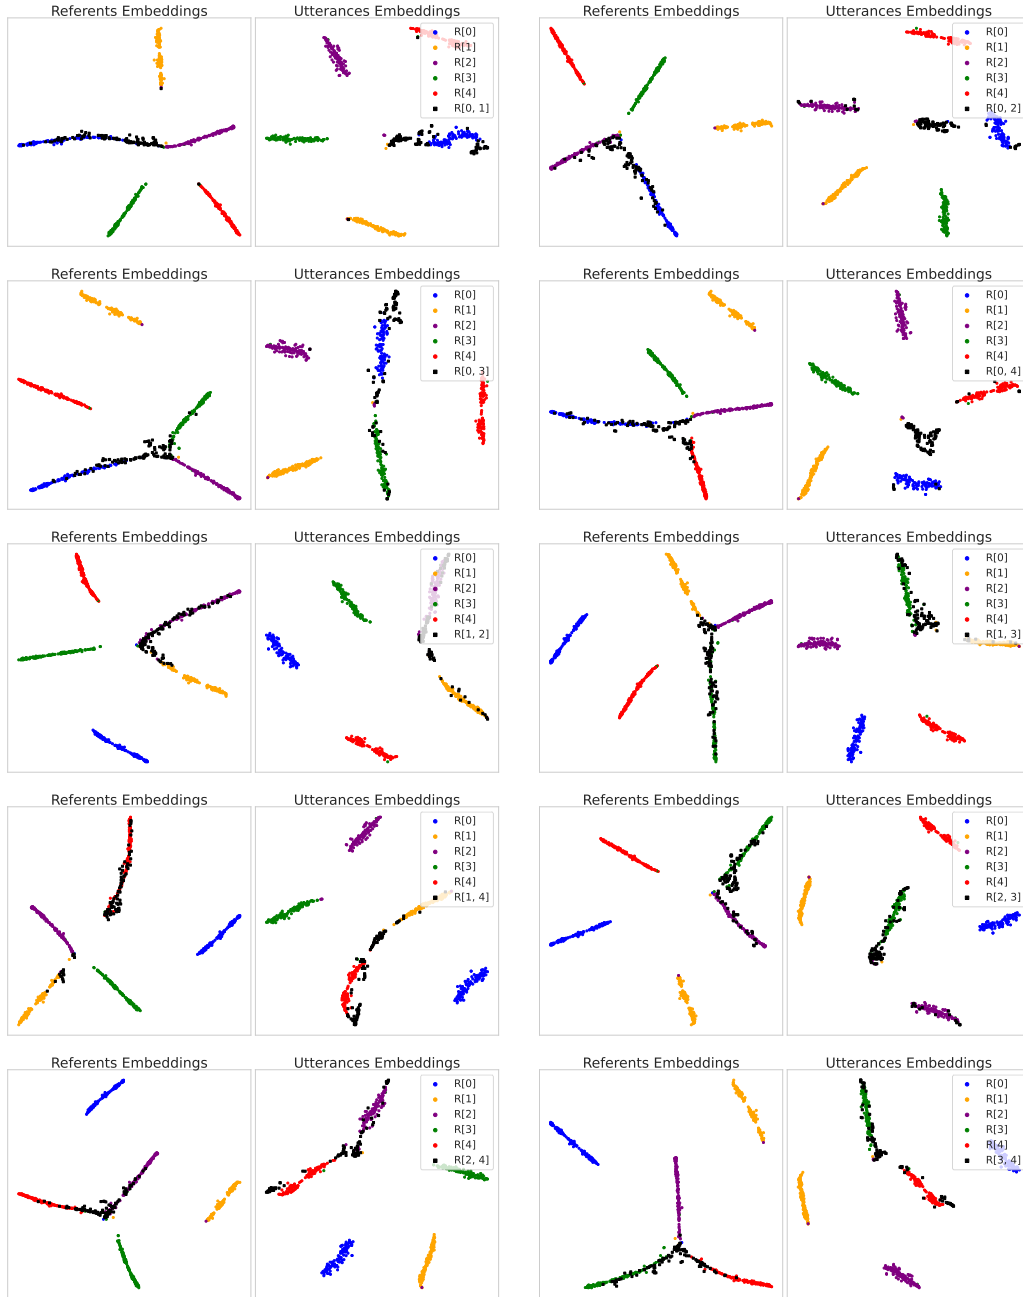 Referents Embeddings
Utterances Embeddings
R[0]
R[1]
R[2]
R[3]
R[4]
R[0, 1]
Referents Embeddings
Utterances Embeddings
R[0]
R[1]
R[2]
R[3]
R[4]
R[0, 2]
Referents Embeddings
Utterances Embeddings
R[0]
R[1]
R[2]
R[3]
R[4]
R[0, 3]
Referents Embeddings
Utterances Embeddings
R[0]
R[1]
R[2]
R[3]
R[4]
R[0, 4]
Referents Embeddings
Utterances Embeddings
R[0]
R[1]
R[2]
R[3]
R[4]
R[1, 2]
Referents Embeddings
Utterances Embeddings
R[0]
R[1]
R[2]
R[3]
R[4]
R[1, 3]
Referents Embeddings
Utterances Embeddings
R[0]
R[1]
R[2]
R[3]
R[4]
R[1, 4]
Referents Embeddings
Utterances Embeddings
R[0]
R[1]
R[2]
R[3]
R[4]
R[2, 3]
Referents Embeddings
Utterances Embeddings
R[0]
R[1]
R[2]
R[3]
R[4]
R[2, 4]
Referents Embeddings
Utterances Embeddings
R[0]
R[1]
R[2]
R[3]
R[4]
R[3, 4]